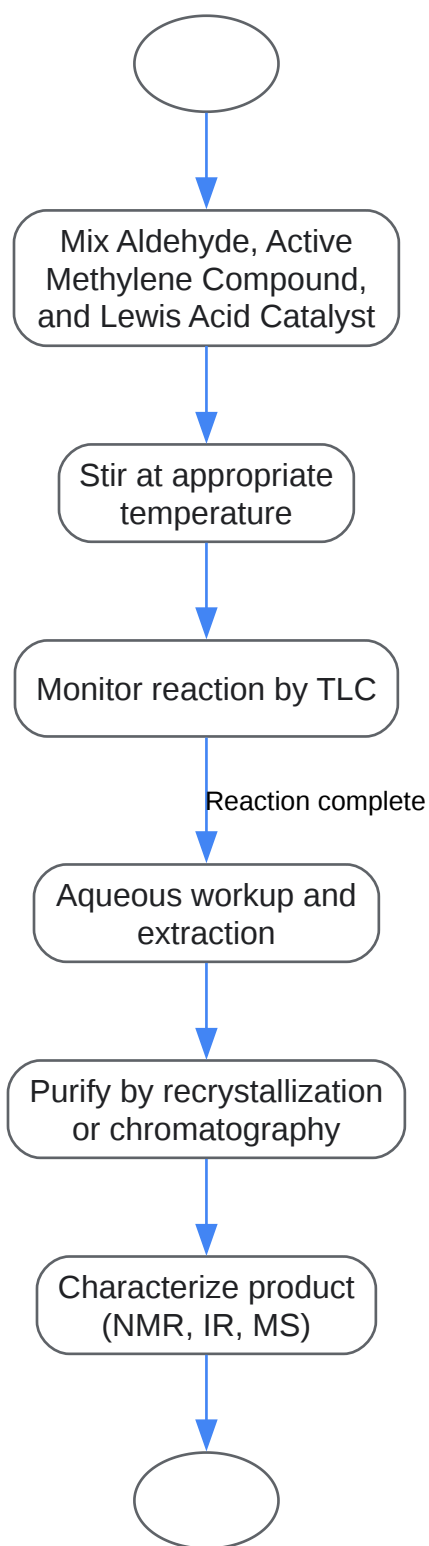 Mix Aldehyde, Active
Methylene Compound,
and Lewis Acid Catalyst
Stir at appropriate
temperature
Monitor reaction by TLC
Reaction complete
Aqueous workup and
extraction
Purify by recrystallization
or chromatography
Characterize product
(NMR, IR, MS)